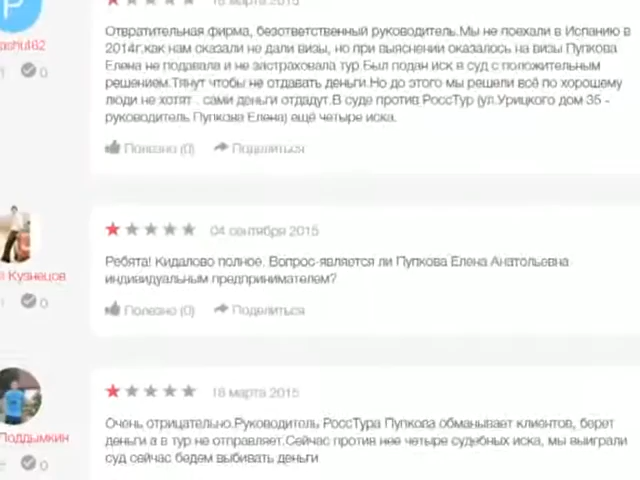 18 марта 2015
Отвратительная фирма, безответственный руководитель.Мы не поехали в Испанию в
2014г.как нам сказали не дали визы, но при выяснении оказалось на визы Пупкова
Елена не подавала и не застраховала тур.Был подан иск в суд с положительным
решением.Тянут чтобы не отдавать деньги.Но до этого мы решели всё по хорошему
люди не хотят . сами деньги отдадут.В суде против РоссТур (ул.Урицкого дом 35 -
руководитель Пупкова Елена) ещё четыре иска.
0
Полезно (0) Поделиться
04 сентября 2015
Ребята! Кидалово полное. Вопрос-является ли Пупкова Елена Анатольевна
индивидуальным предпринимателем?
Кузнецов
0
Полезно (0) Поделиться
18 марта 2015
Очень отрицательно.Руководитель РоссТура Пупкова обманывает клиентов, берет
деньги а в тур не отправляет.Сейчас против нее четыре судебных иска, мы выиграли
суд сейчас бедем выбивать деньги
Поддымкин
0